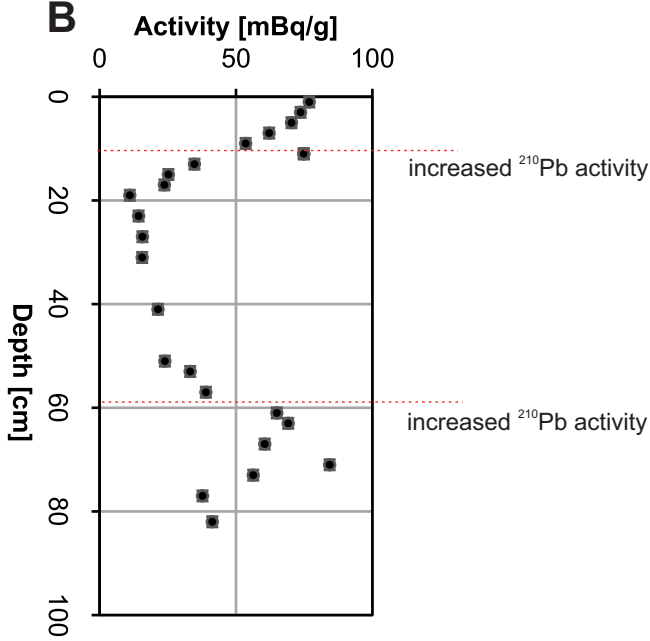 B
Activity [mBq/g]
0 50 100
0
increased ²¹⁰Pb activity
20
40
Depth [cm]
60
increased ²¹⁰Pb activity
80
100